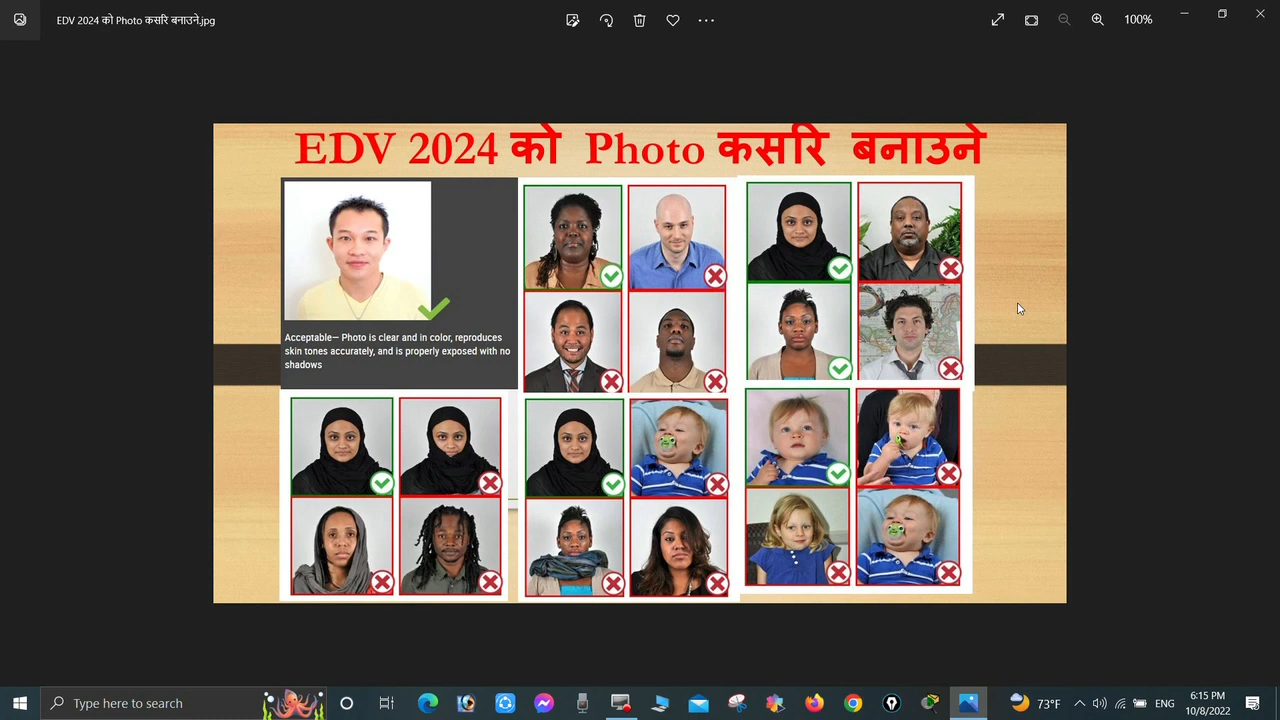 EDV 2024 को Photo कसरि बनाउने.jpg
100%
EDV 2024 को Photo कसरि बनाउने
Acceptable— Photo is clear and in color, reproduces
skin tones accurately, and is properly exposed with no
shadows
Type here to search
73°F
ENG
6:15 PM
10/8/2022